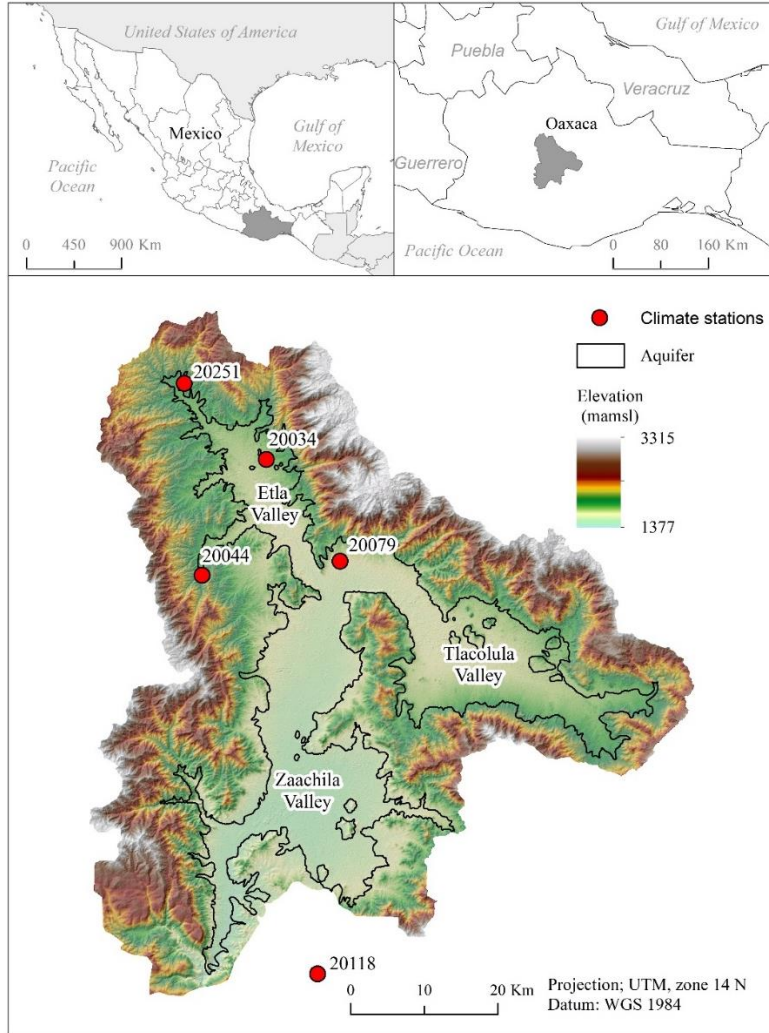 United States of America
Mexico
Gulf of
Mexico
Pacific
Ocean
0 450 900 Km
Gulf of Mexico
Puebla
Veracruz
Oaxaca
Guerrero
Pacific Ocean
0 80 160 Km
Climate stations
Aquifer
Elevation
(mamsl)
3315
1377
20251
20034
Etla
Valley
20044
20079
Tlacolula
Valley
Zaachila
Valley
20118
0 10 20 Km
Projection; UTM, zone 14 N
Datum: WGS 1984